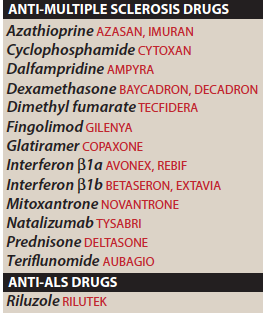 ANTI-MULTIPLE SCLEROSIS DRUGS
Azathioprine AZASAN, IMURAN
Cyclophosphamide CYTOXAN
Dalfampridine AMPYRA
Dexamethasone BAYCADRON, DECADRON
Dimethyl fumarate TECFIDERA
Fingolimod GILENYA
Glatiramer COPAXONE
Interferon β1a AVONEX, REBIF
Interferon β1b BETASERON, EXTAVIA
Mitoxantrone NOVANTRONE
Natalizumab TYSABRI
Prednisone DELTASONE
Teriflunomide AUBAGIO
ANTI-ALS DRUGS
Riluzole RILUTEK